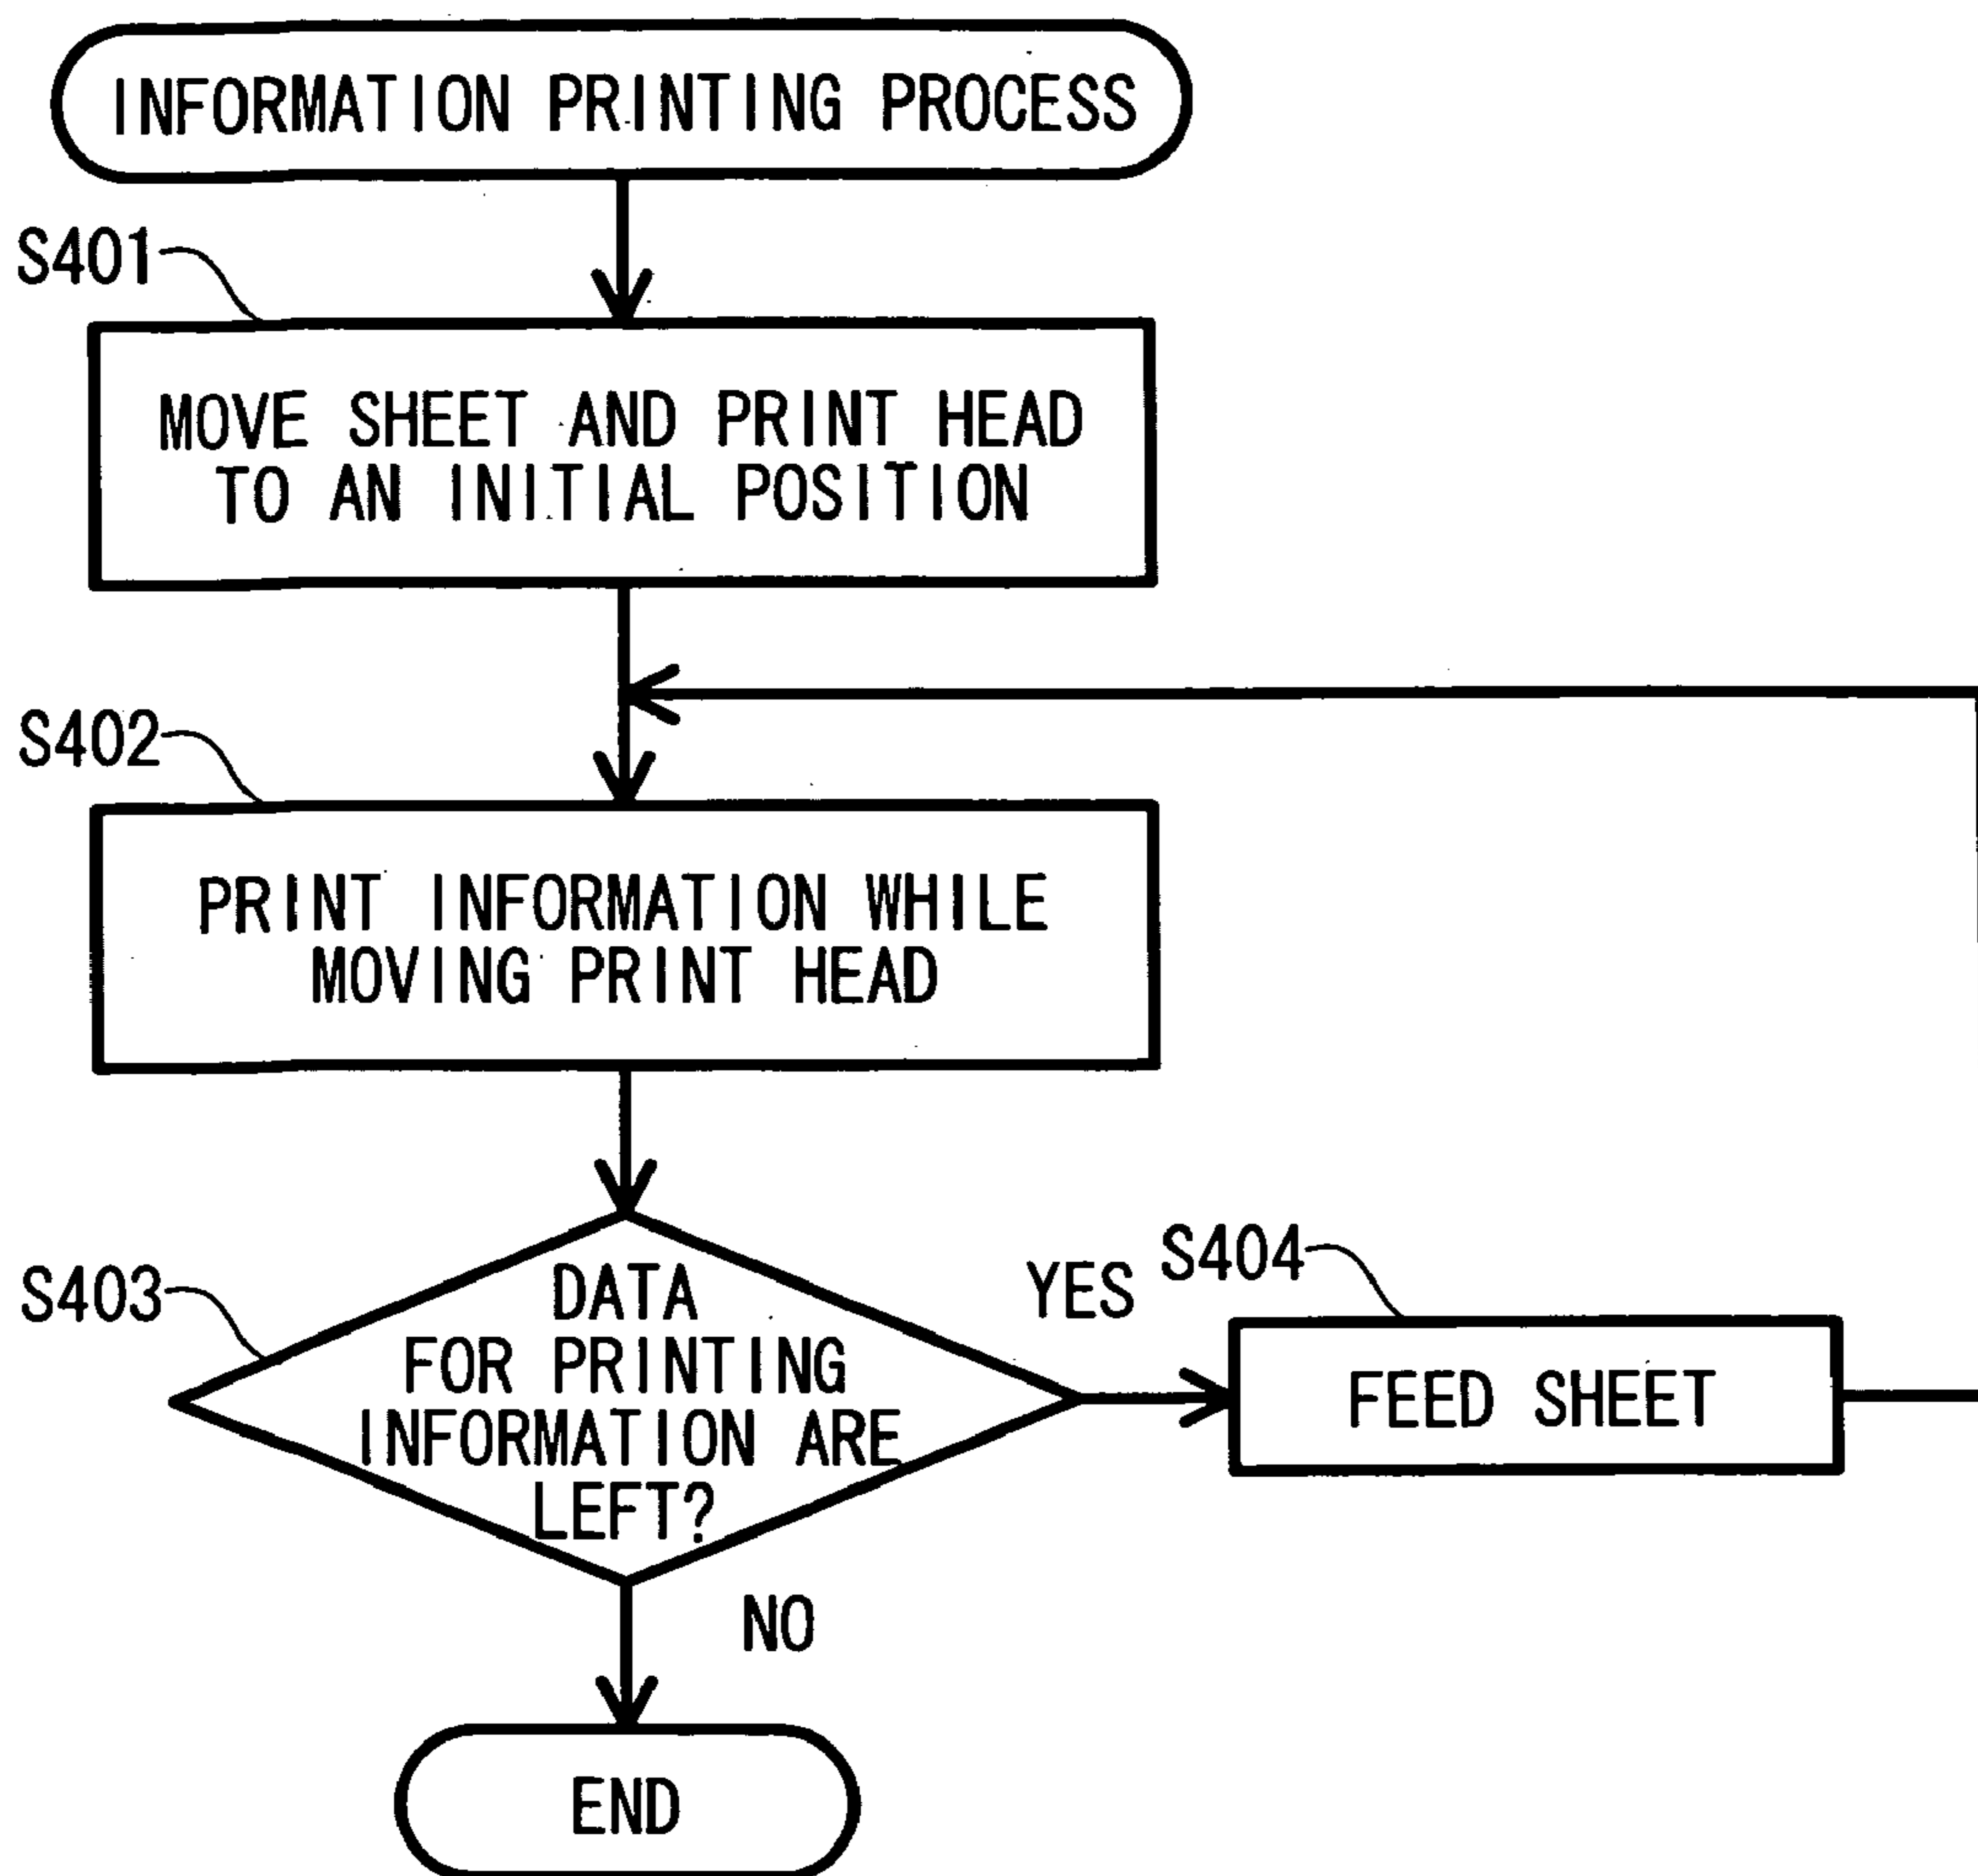 INFORMATION PRINTING PROCESS
S401
MOVE SHEET AND PRINT HEAD
TO AN INITIAL POSITION
S402
PRINT INFORMATION WHILE
MOVING PRINT HEAD
S403
DATA
FOR PRINTING
INFORMATION ARE
LEFT?
YES
S404
FEED SHEET
NO
END